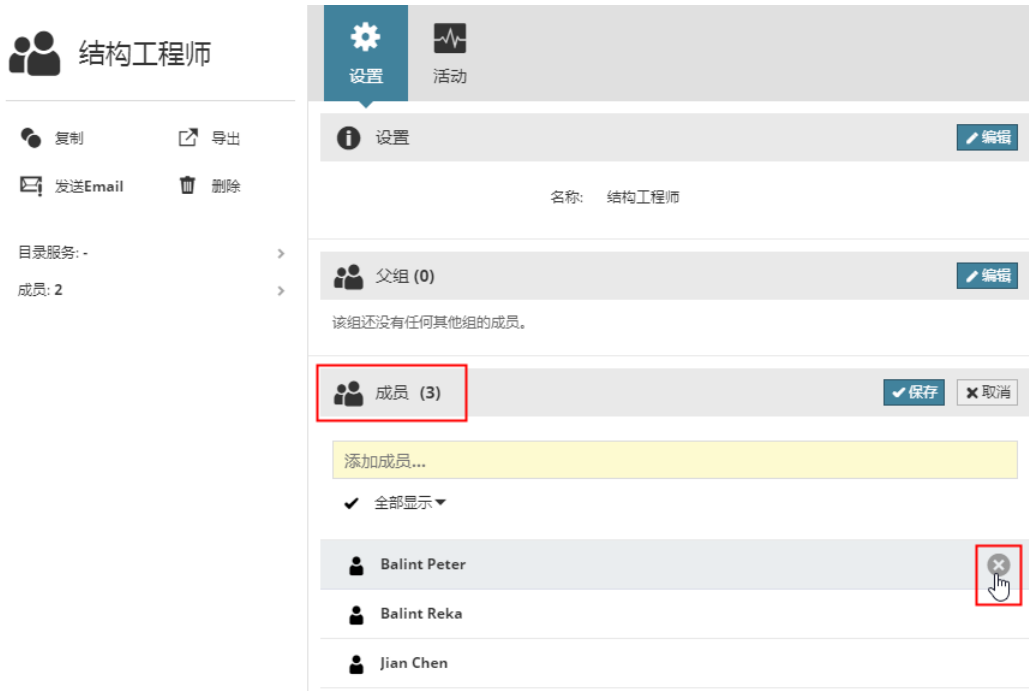 结构工程师
复制
导出
发送Email
删除
目录服务: -
成员: 2
设置
活动
设置
编辑
名称: 结构工程师
父组 (0)
编辑
该组还没有任何其他组的成员。
成员 (3)
保存
取消
添加成员...
全部显示
Balint Peter
Balint Reka
Jian Chen